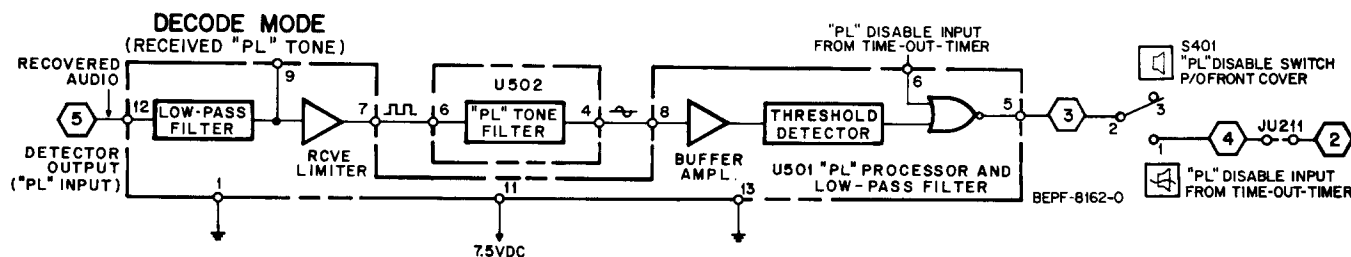 DECODE MODE
(RECEIVED "PL" TONE)
RECOVERED
AUDIO
5
DETECTOR
OUTPUT
("PL" INPUT)
12
LOW-PASS
FILTER
9
RCVE
LIMITER
7
U502
6
"PL" TONE
FILTER
4
8
BUFFER
AMPL.
THRESHOLD
DETECTOR
"PL" DISABLE INPUT
FROM TIME-OUT-TIMER
6
5
U501 "PL" PROCESSOR AND
LOW-PASS FILTER
1
11
7.5VDC
13
BEPF-8162-O
3
S401
"PL" DISABLE SWITCH
P/O FRONT COVER
2
3
1
4
JU211
2
"PL" DISABLE INPUT
FROM TIME-OUT-TIMER